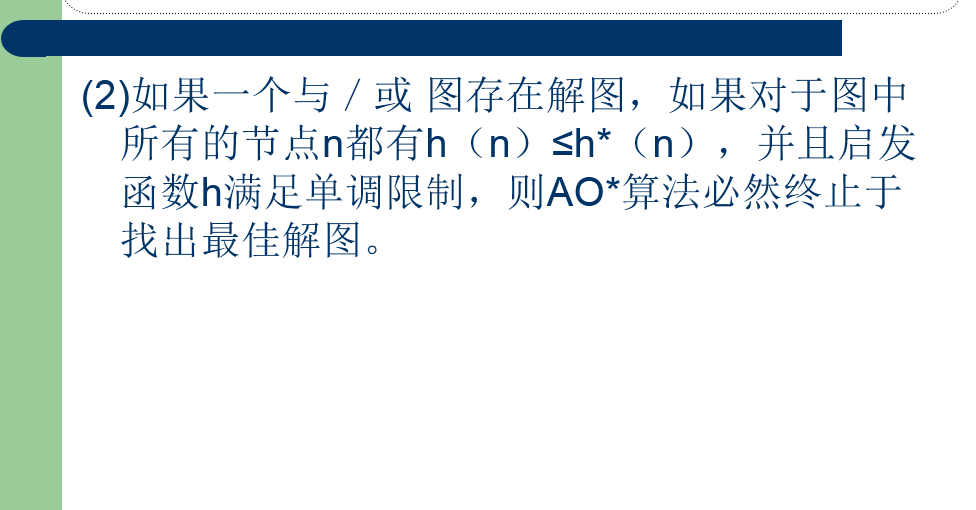 (2)如果一个与／或 图存在解图，如果对于图中
所有的节点n都有h（n）≤h*（n），并且启发
函数h满足单调限制，则AO*算法必然终止于
找出最佳解图。